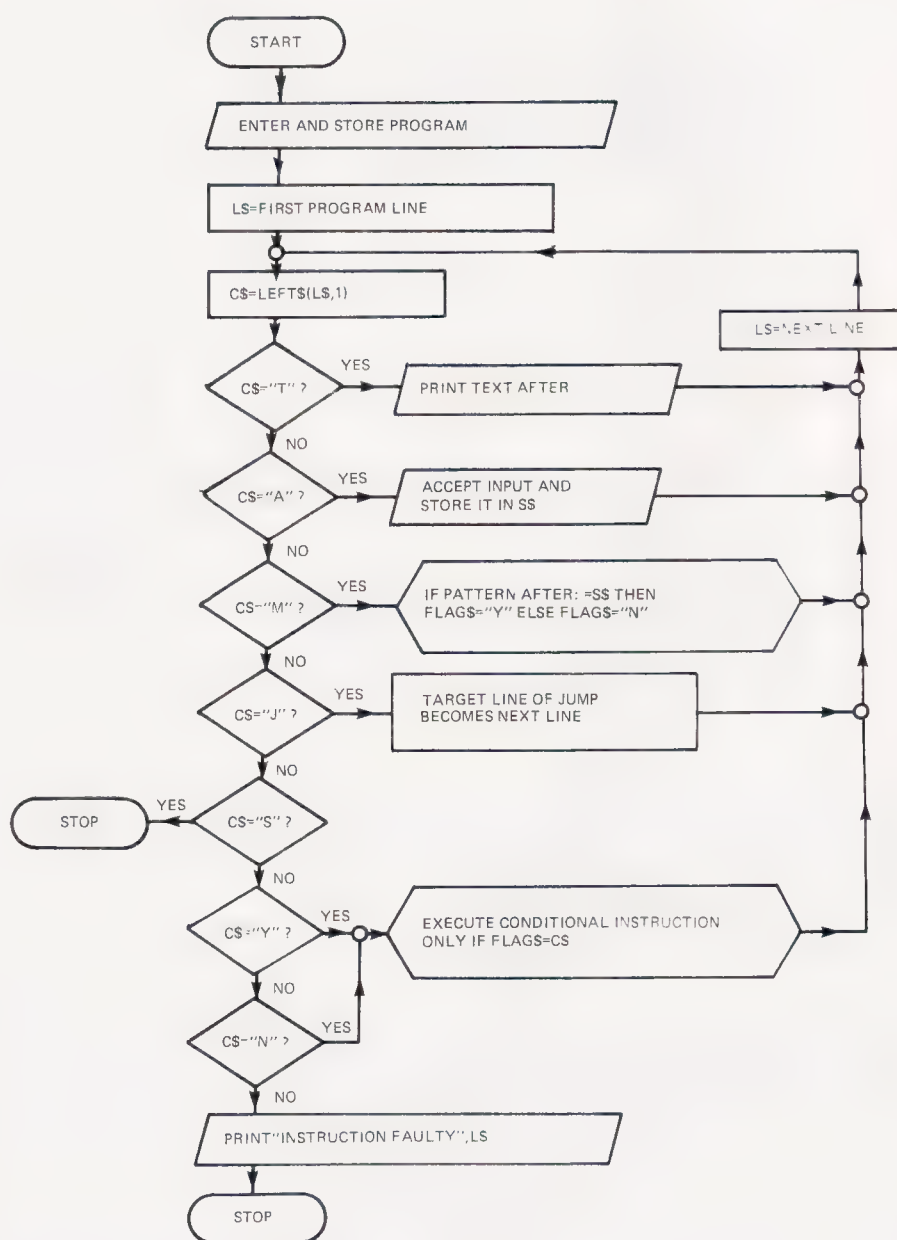 START
ENTER AND STORE PROGRAM
L$=FIRST PROGRAM LINE
C$=LEFT$(L$,1)
L$=NEXT LINE
C$="T" ?
YES
PRINT TEXT AFTER
NO
C$="A" ?
YES
ACCEPT INPUT AND
STORE IT IN S$
NO
C$="M" ?
YES
IF PATTERN AFTER: =S$ THEN
FLAG$="Y" ELSE FLAG$="N"
NO
C$="J" ?
YES
TARGET LINE OF JUMP
BECOMES NEXT LINE
NO
STOP
YES
C$="S" ?
NO
C$="Y" ?
YES
EXECUTE CONDITIONAL INSTRUCTION
ONLY IF FLAG$=C$
NO
C$="N" ?
YES
NO
PRINT"INSTRUCTION FAULTY",L$
STOP